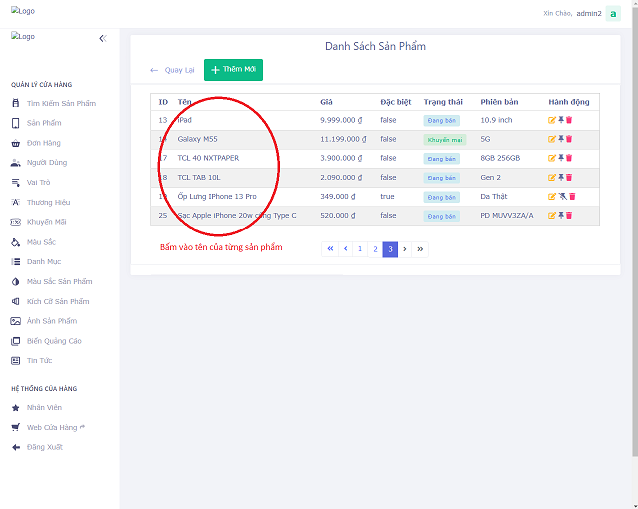 Logo
Xin Chào, admin2 a
Logo
QUẢN LÝ CỬA HÀNG
Tìm Kiếm Sản Phẩm
Sản Phẩm
Đơn Hàng
Người Dùng
Vai Trò
Thương Hiệu
Khuyến Mãi
Màu Sắc
Danh Mục
Màu Sắc Sản Phẩm
Kích Cỡ Sản Phẩm
Ảnh Sản Phẩm
Biển Quảng Cáo
Tin Tức
HỆ THỐNG CỬA HÀNG
Nhân Viên
Web Cửa Hàng
Đăng Xuất
Danh Sách Sản Phẩm
← Quay Lại + Thêm Mới
ID Tên Giá Đặc biệt Trạng thái Phiên bản Hành động
13 iPad 9.999.000 ₫ false Đang bán 10.9 inch
Galaxy M55 11.199.000 ₫ false Khuyến mại 5G
17 TCL 40 NXTPAPER 3.900.000 ₫ false Đang bán 8GB 256GB
18 TCL TAB 10L 2.090.000 ₫ false Đang bán Gen 2
Ốp Lưng IPhone 13 Pro 349.000 ₫ true Đang bán Da Thật
25 Sạc Apple iPhone 20w cổng Type C 520.000 ₫ false Đang bán PD MUVV3ZA/A
Bấm vào tên của từng sản phẩm
« ‹ 1 2 3 › »